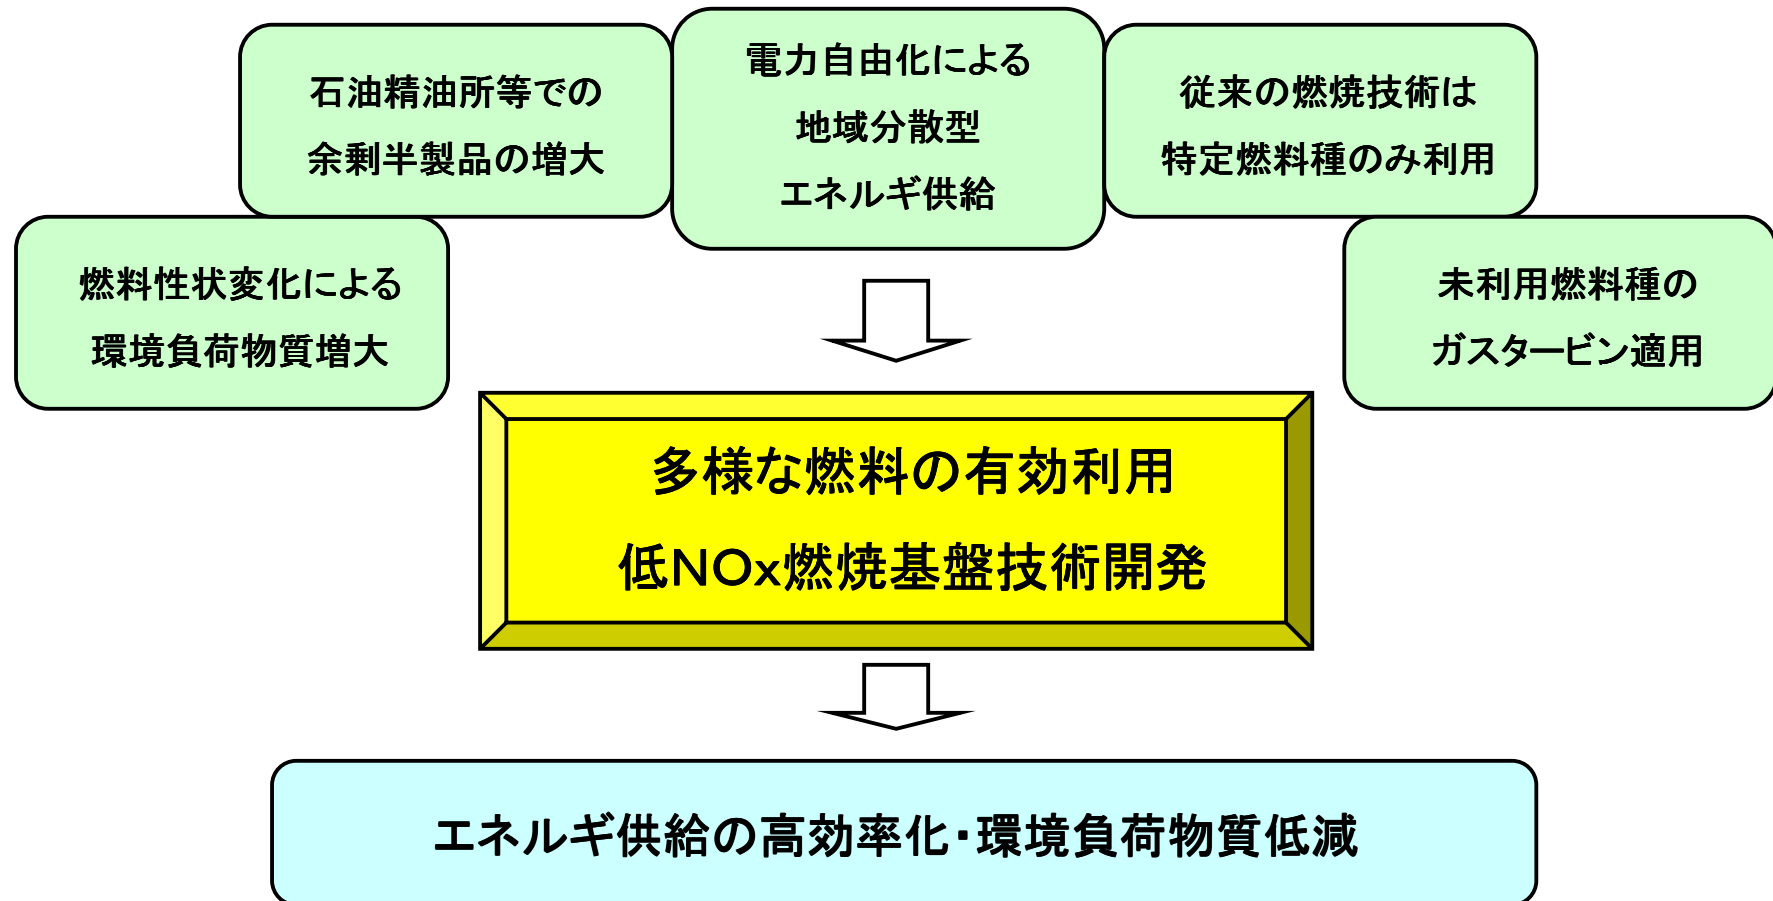 電力自由化による
地域分散型
エネルギ供給
石油精油所等での
余剰半製品の増大
従来の燃焼技術は
特定燃料種のみ利用
燃料性状変化による
環境負荷物質増大
未利用燃料種の
ガスタービン適用
多様な燃料の有効利用
低NOx燃焼基盤技術開発
エネルギ供給の高効率化・環境負荷物質低減